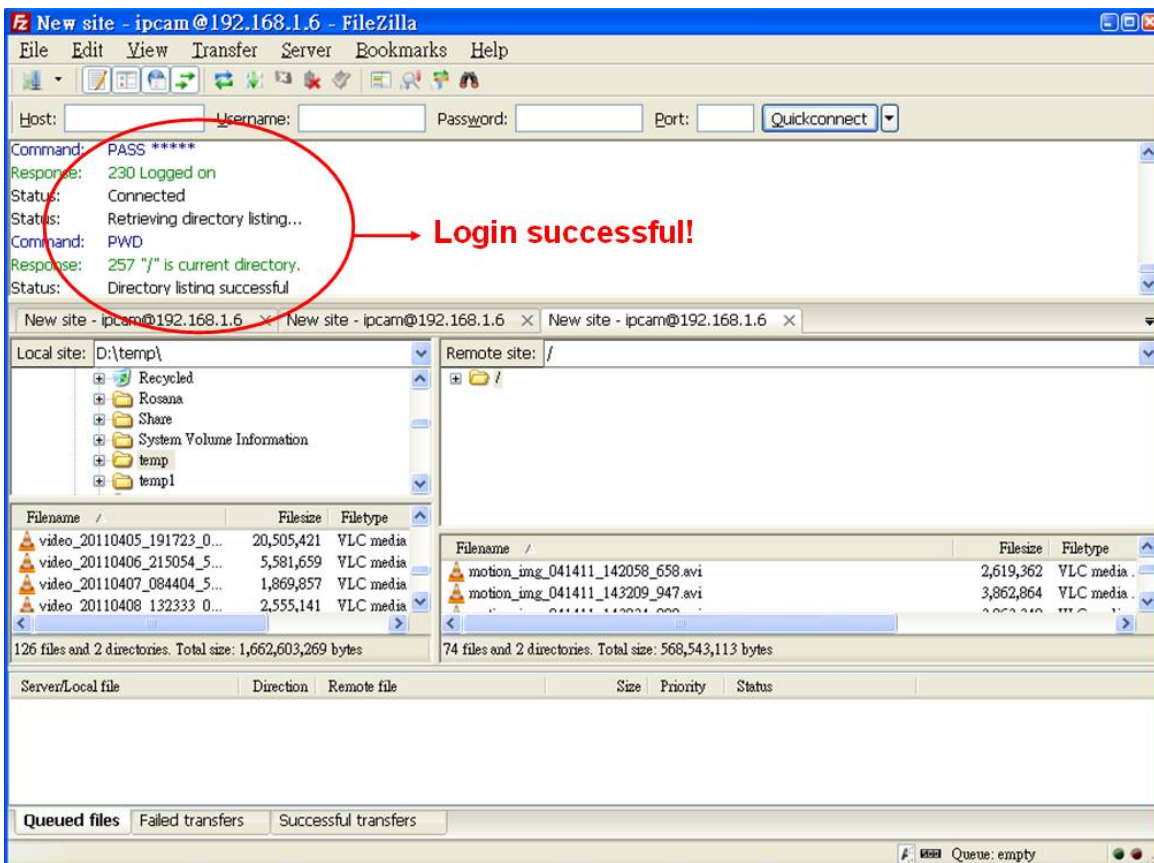 New site - ipcam@192.168.1.6 - FileZilla
File Edit View Transfer Server Bookmarks Help
Host: Username: Password: Port: Quickconnect
Command: PASS *****
Response: 230 Logged on
Status: Connected
Status: Retrieving directory listing...
Command: PWD
Response: 257 "/" is current directory.
Status: Directory listing successful
Login successful!
New site - ipcam@192.168.1.6 New site - ipcam@192.168.1.6 New site - ipcam@192.168.1.6
Local site: D:\temp\
Recycled
Rosana
Share
System Volume Information
temp
temp1
Filename Filesize Filetype
video_20110405_191723_0... 20,505,421 VLC media
video_20110406_215054_5... 5,581,659 VLC media
video_20110407_084404_5... 1,869,857 VLC media
video_20110408_132333_0... 2,555,141 VLC media
126 files and 2 directories. Total size: 1,662,603,269 bytes
Remote site: /
/
Filename Filesize Filetype
motion_img_041411_142058_658.avi 2,619,362 VLC media.
motion_img_041411_143209_947.avi 3,862,864 VLC media.
74 files and 2 directories. Total size: 568,543,113 bytes
Server/Local file Direction Remote file Size Priority Status
Queued files Failed transfers Successful transfers
Queue: empty